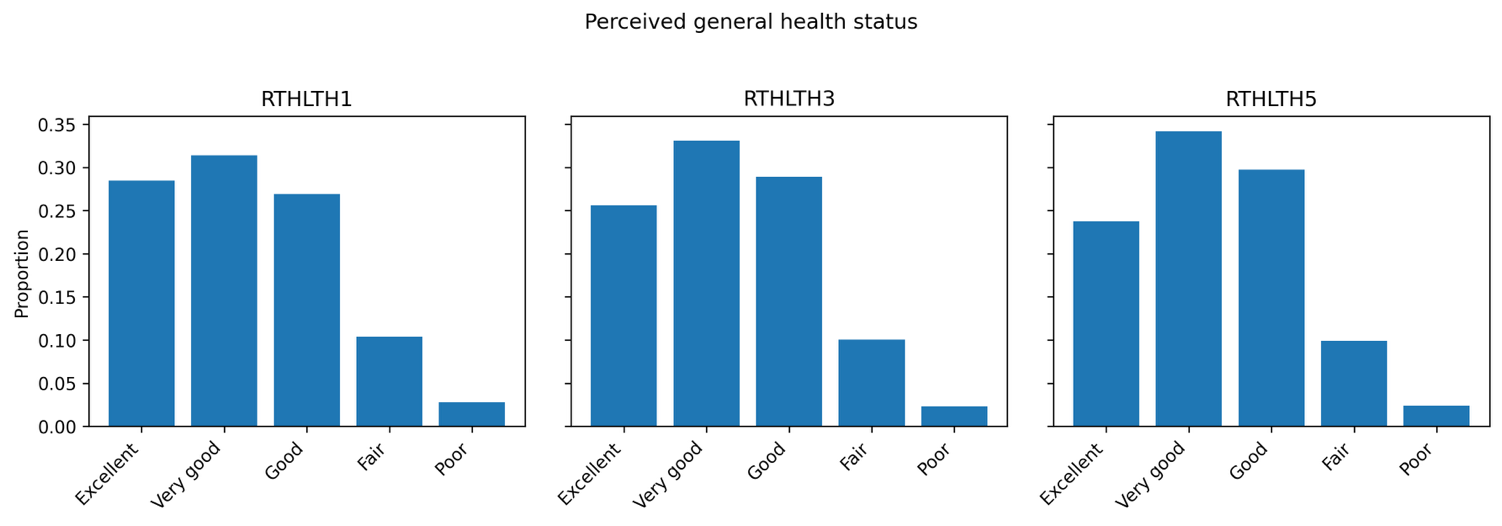 Perceived general health status
RTHLTH1
RTHLTH3
RTHLTH5
Proportion
0.35
0.30
0.25
0.20
0.15
0.10
0.05
0.00
Excellent
Very good
Good
Fair
Poor
Excellent
Very good
Good
Fair
Poor
Excellent
Very good
Good
Fair
Poor